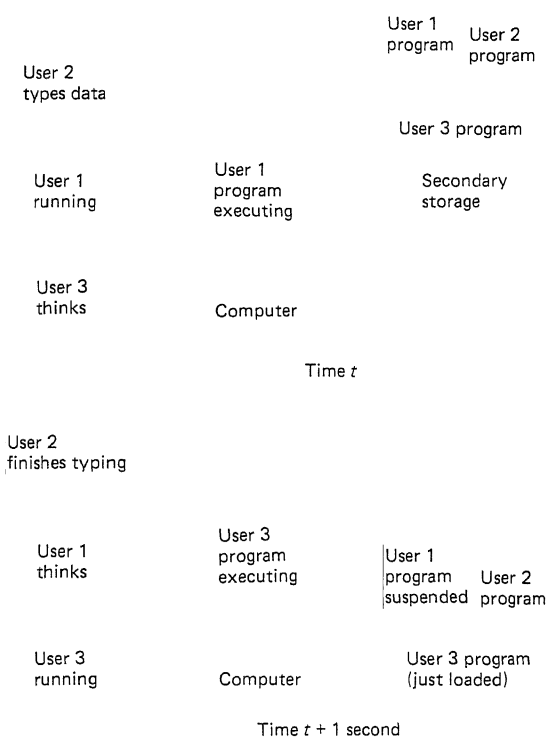 User 1
program
User 2
program
User 2
types data
User 3 program
User 1
running
User 1
program
executing
Secondary
storage
User 3
thinks
Computer
Time t
User 2
finishes typing
User 1
thinks
User 3
program
executing
User 1
program
suspended
User 2
program
User 3
running
Computer
User 3 program
(just loaded)
Time t + 1 second